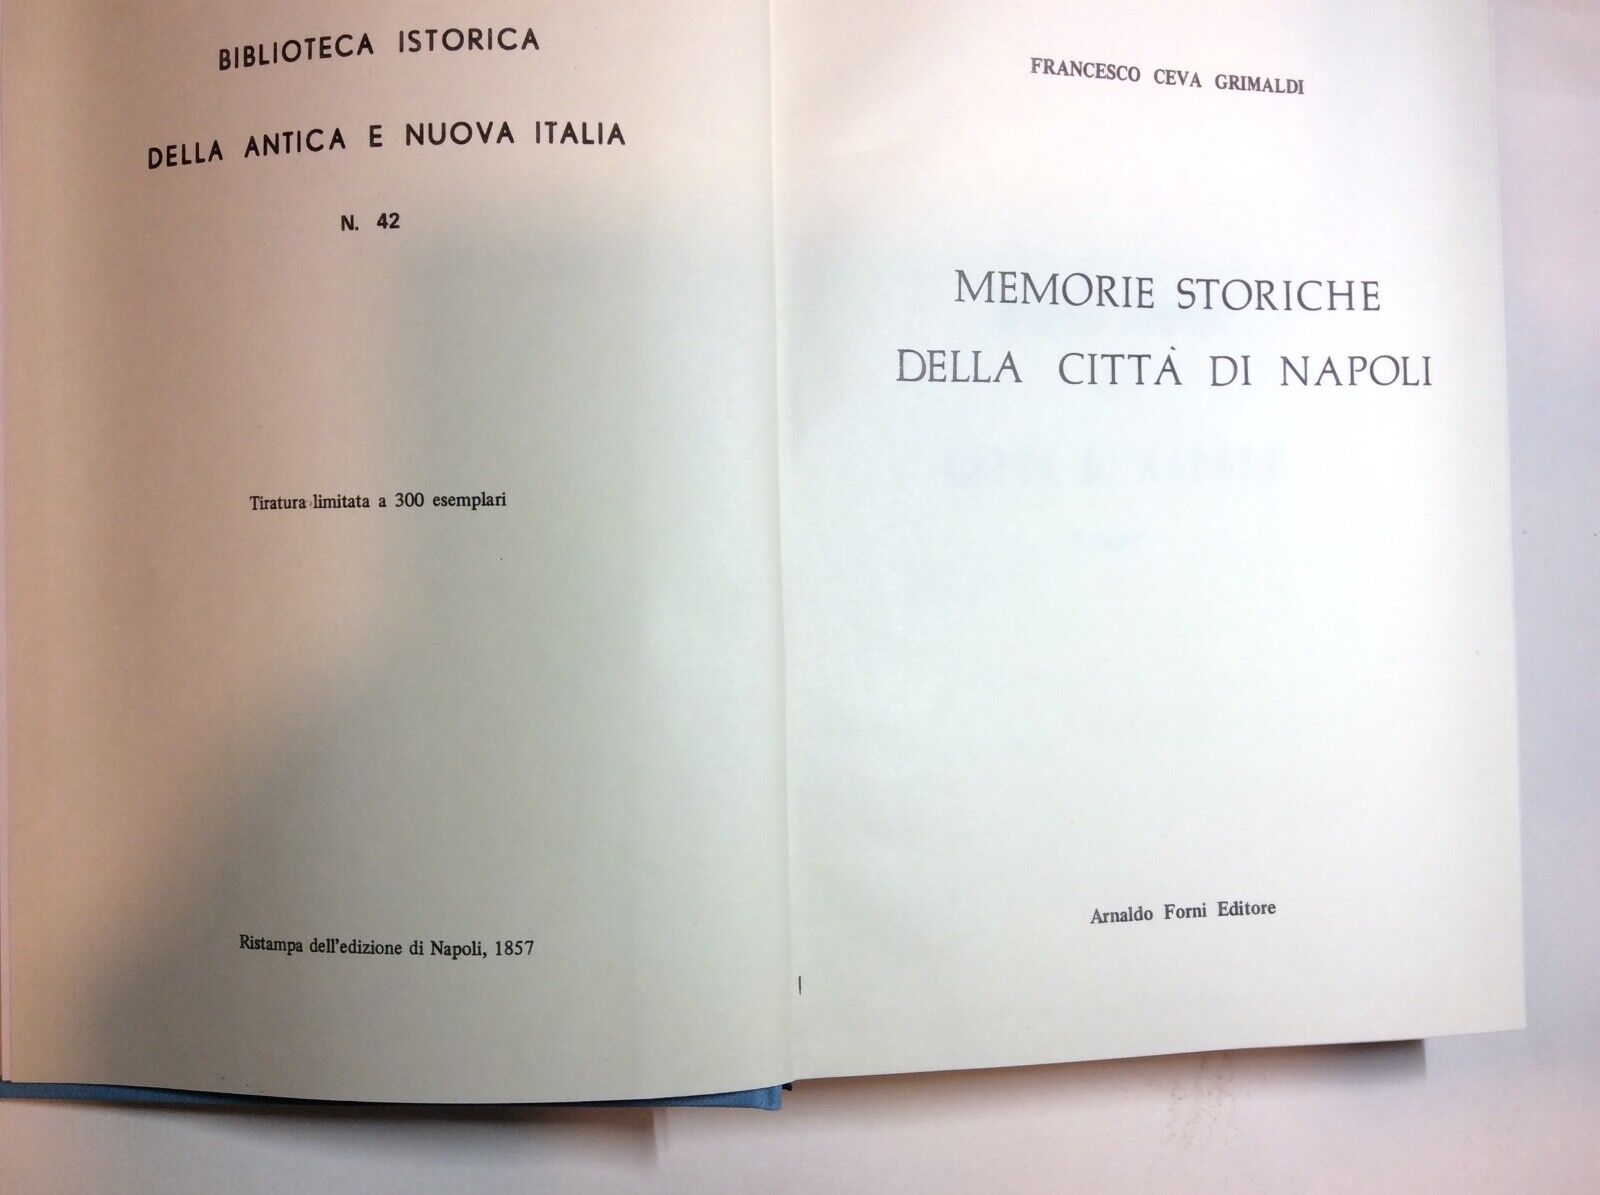 BIBLIOTECA ISTORICA
DELLA ANTICA E NUOVA ITALIA
N. 42
Tiratura limitata a 300 esemplari
Ristampa dell'edizione di Napoli, 1857
FRANCESCO CEVA GRIMALDI
MEMORIE STORICHE
DELLA CITTÀ DI NAPOLI
Arnaldo Forni Editore